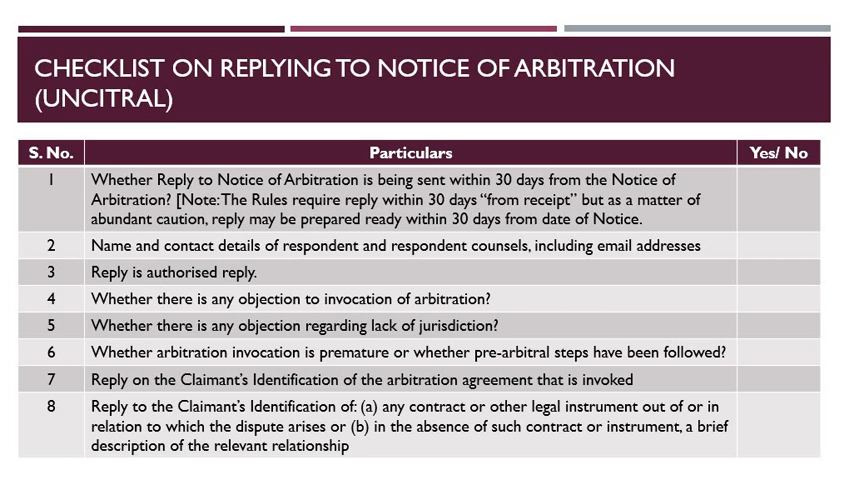 CHECKLIST ON REPLYING TO NOTICE OF ARBITRATION
(UNCITRAL)
S. No. Particulars Yes/ No
1 Whether Reply to Notice of Arbitration is being sent within 30 days from the Notice of
Arbitration? [Note: The Rules require reply within 30 days “from receipt” but as a matter of
abundant caution, reply may be prepared ready within 30 days from date of Notice.
2 Name and contact details of respondent and respondent counsels, including email addresses
3 Reply is authorised reply.
4 Whether there is any objection to invocation of arbitration?
5 Whether there is any objection regarding lack of jurisdiction?
6 Whether arbitration invocation is premature or whether pre-arbitral steps have been followed?
7 Reply on the Claimant’s Identification of the arbitration agreement that is invoked
8 Reply to the Claimant’s Identification of: (a) any contract or other legal instrument out of or in
relation to which the dispute arises or (b) in the absence of such contract or instrument, a brief
description of the relevant relationship